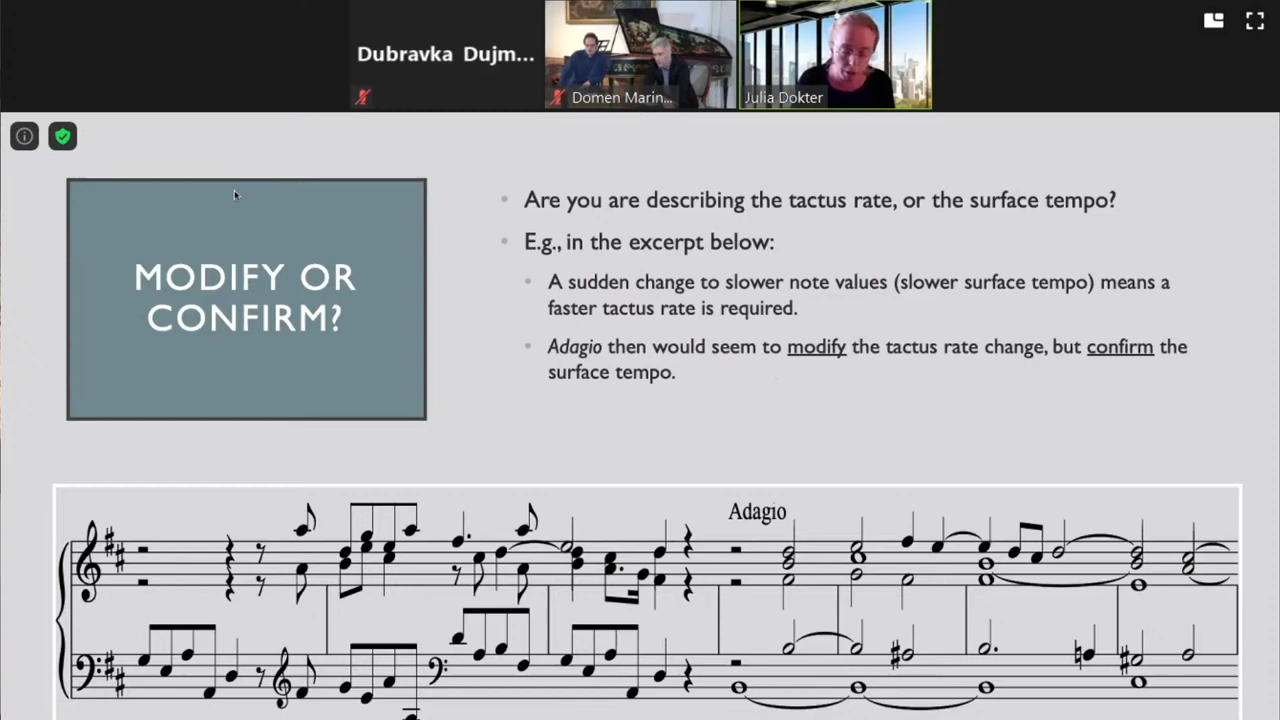 Dubravka Dujm...
Domen Marin...
Julia Dokter
MODIFY OR
CONFIRM?
Are you are describing the tactus rate, or the surface tempo?
E.g., in the excerpt below:
A sudden change to slower note values (slower surface tempo) means a
faster tactus rate is required.
Adagio then would seem to modify the tactus rate change, but confirm the
surface tempo.
Adagio